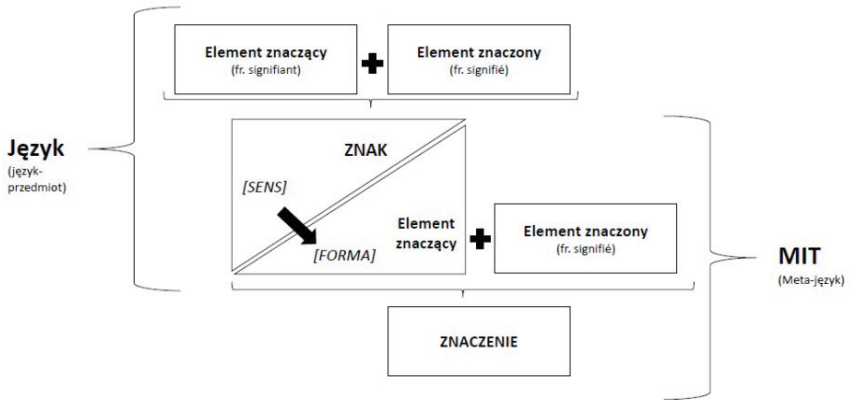 Element znaczący
(fr. signifiant)
Element znaczony
(fr. signifié)
Język
(język-
przedmiot)
ZNAK
[SENS]
[FORMA]
Element
znaczący
Element znaczony
(fr. signifié)
MIT
(Meta-język)
ZNACZENIE